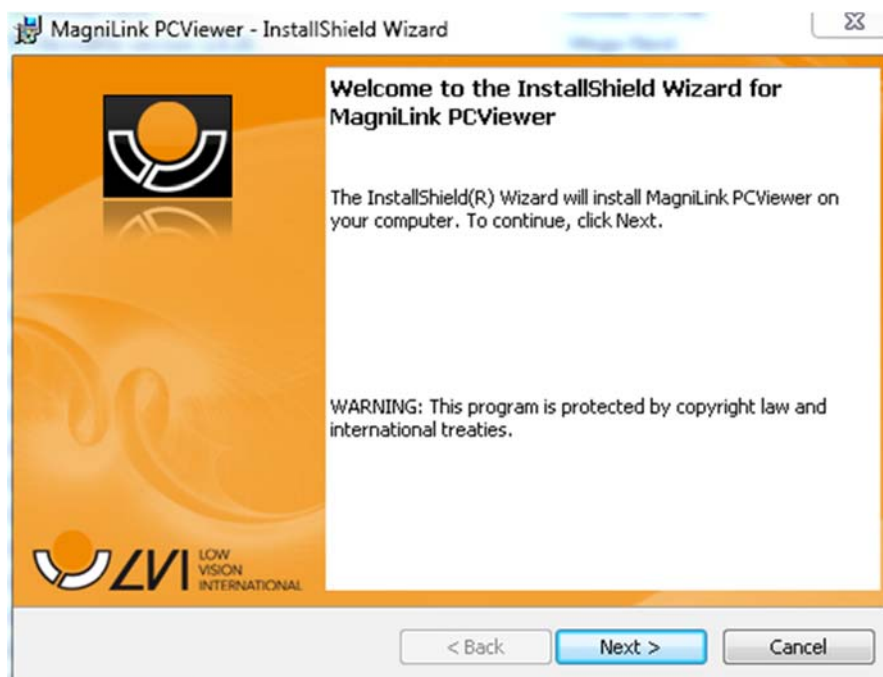 MagniLink PCViewer - InstallShield Wizard
Welcome to the InstallShield Wizard for
MagniLink PCViewer
The InstallShield(R) Wizard will install MagniLink PCViewer on
your computer. To continue, click Next.
WARNING: This program is protected by copyright law and
international treaties.
LVI LOW
VISION
INTERNATIONAL
< Back Next > Cancel